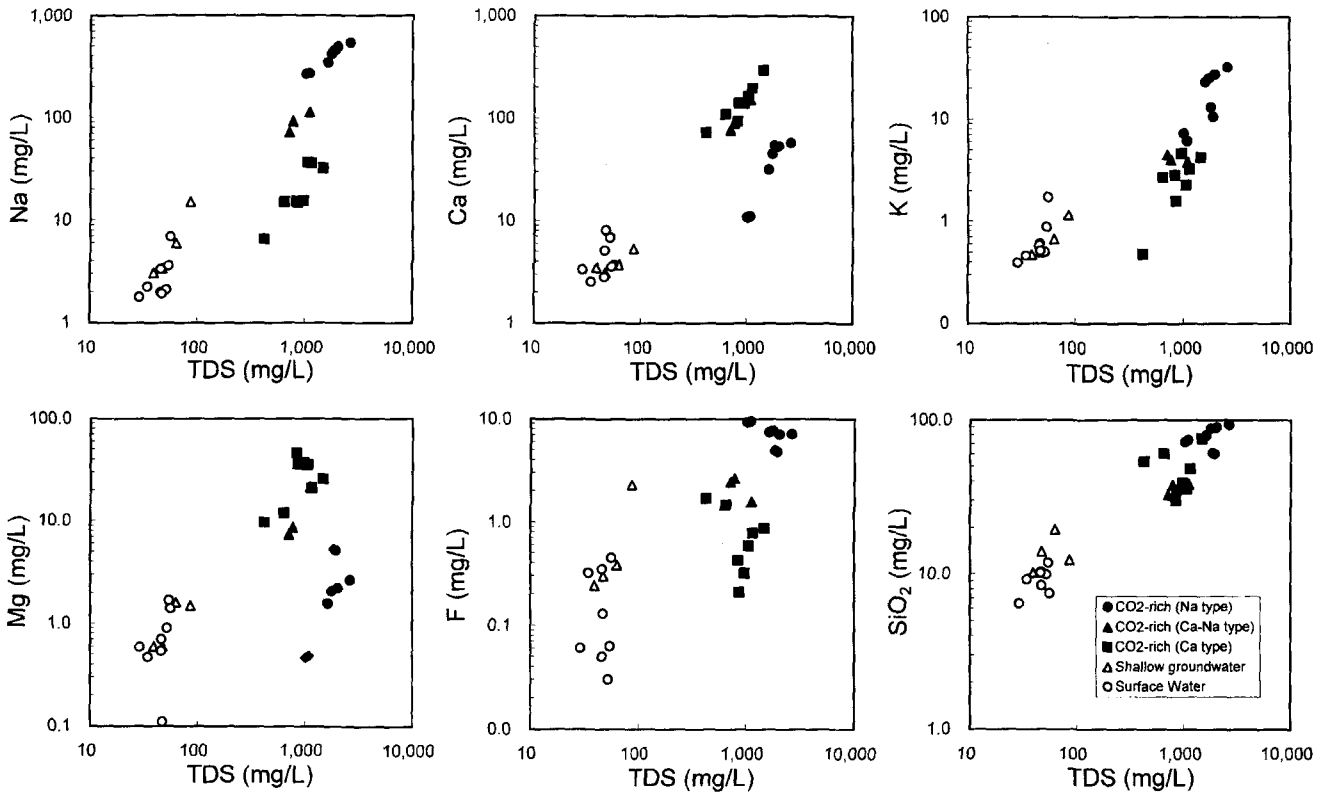 1,000
100
10
1
Na (mg/L)
10
100
1,000
10,000
TDS (mg/L)
1,000
100
10
1
Ca (mg/L)
10
100
1,000
10,000
TDS (mg/L)
100
10
1
0
K (mg/L)
10
100
1,000
10,000
TDS (mg/L)
100.0
10.0
1.0
0.1
Mg (mg/L)
10
100
1,000
10,000
TDS (mg/L)
10.0
1.0
0.1
0.0
F (mg/L)
10
100
1,000
10,000
TDS (mg/L)
100.0
10.0
1.0
SiO2 (mg/L)
CO2-rich (Na type)
CO2-rich (Ca-Na type)
CO2-rich (Ca type)
Shallow groundwater
Surface Water
10
100
1,000
10,000
TDS (mg/L)